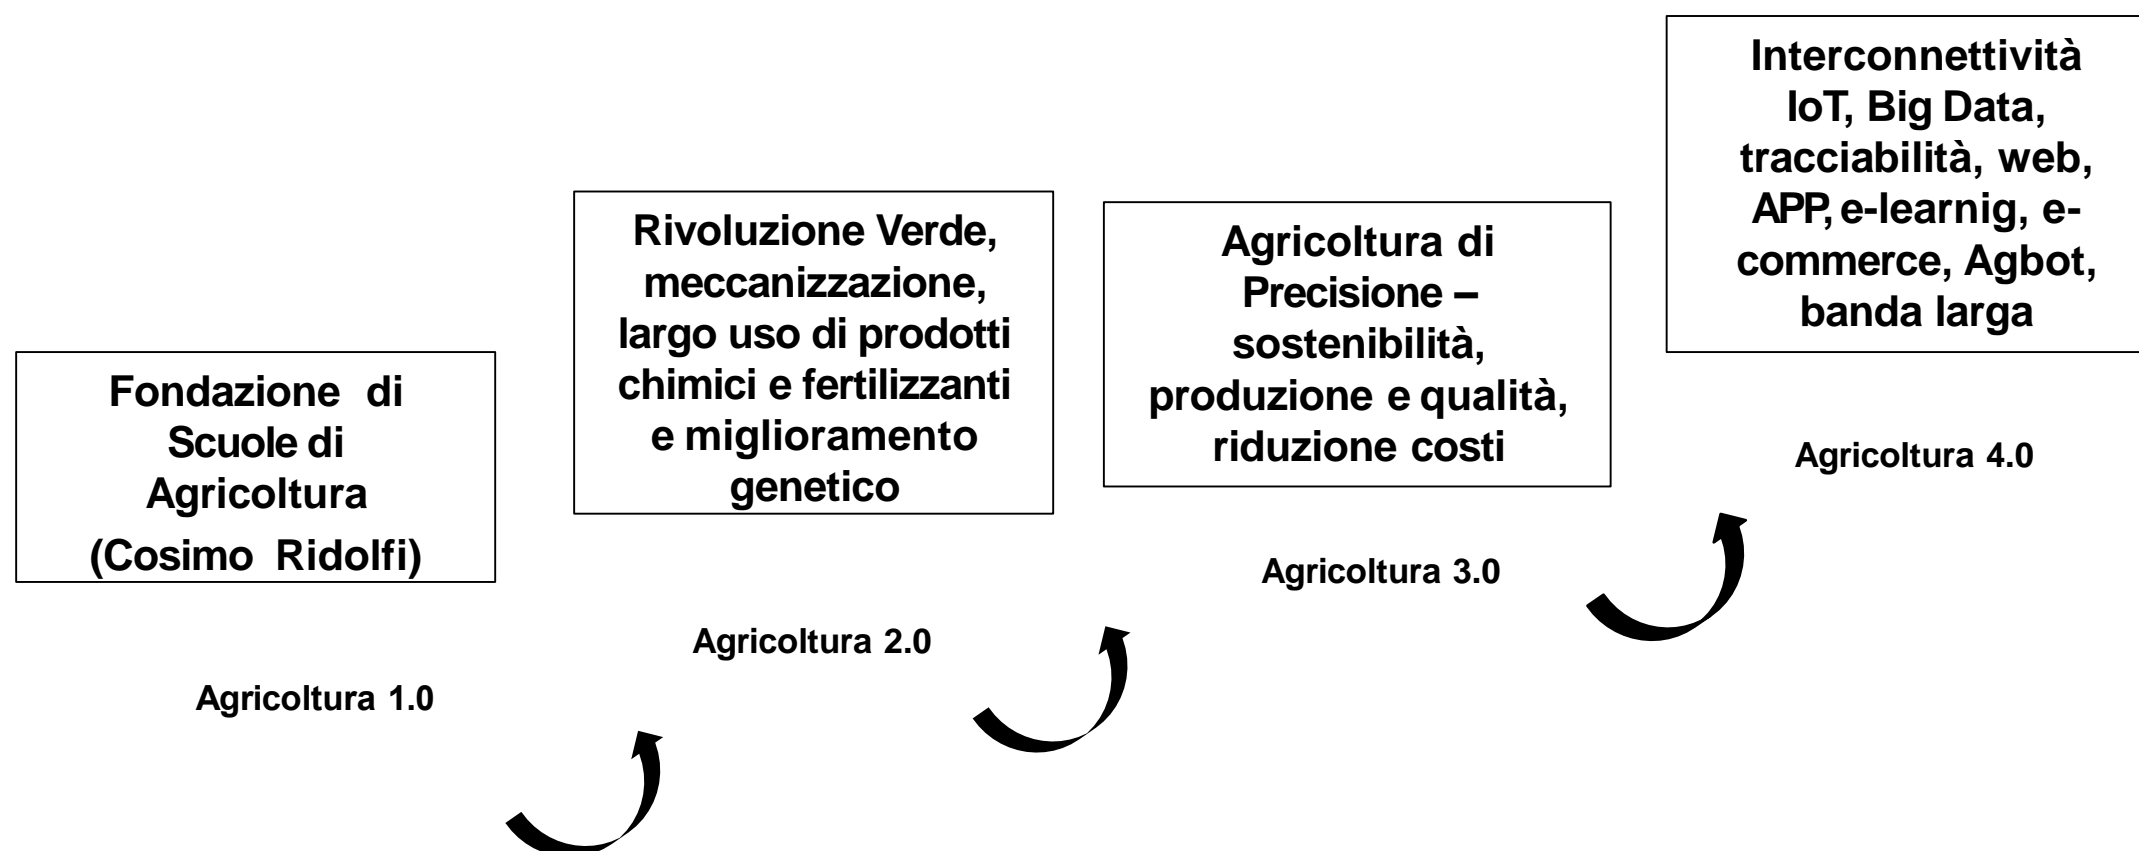 Fondazione di
Scuole di
Agricoltura
(Cosimo Ridolfi)
Agricoltura 1.0
Rivoluzione Verde,
meccanizzazione,
largo uso di prodotti
chimici e fertilizzanti
e miglioramento
genetico
Agricoltura 2.0
Agricoltura di
Precisione –
sostenibilità,
produzione e qualità,
riduzione costi
Agricoltura 3.0
Interconnettività
IoT, Big Data,
tracciabilità, web,
APP, e-learnig, e-
commerce, Agbot,
banda larga
Agricoltura 4.0